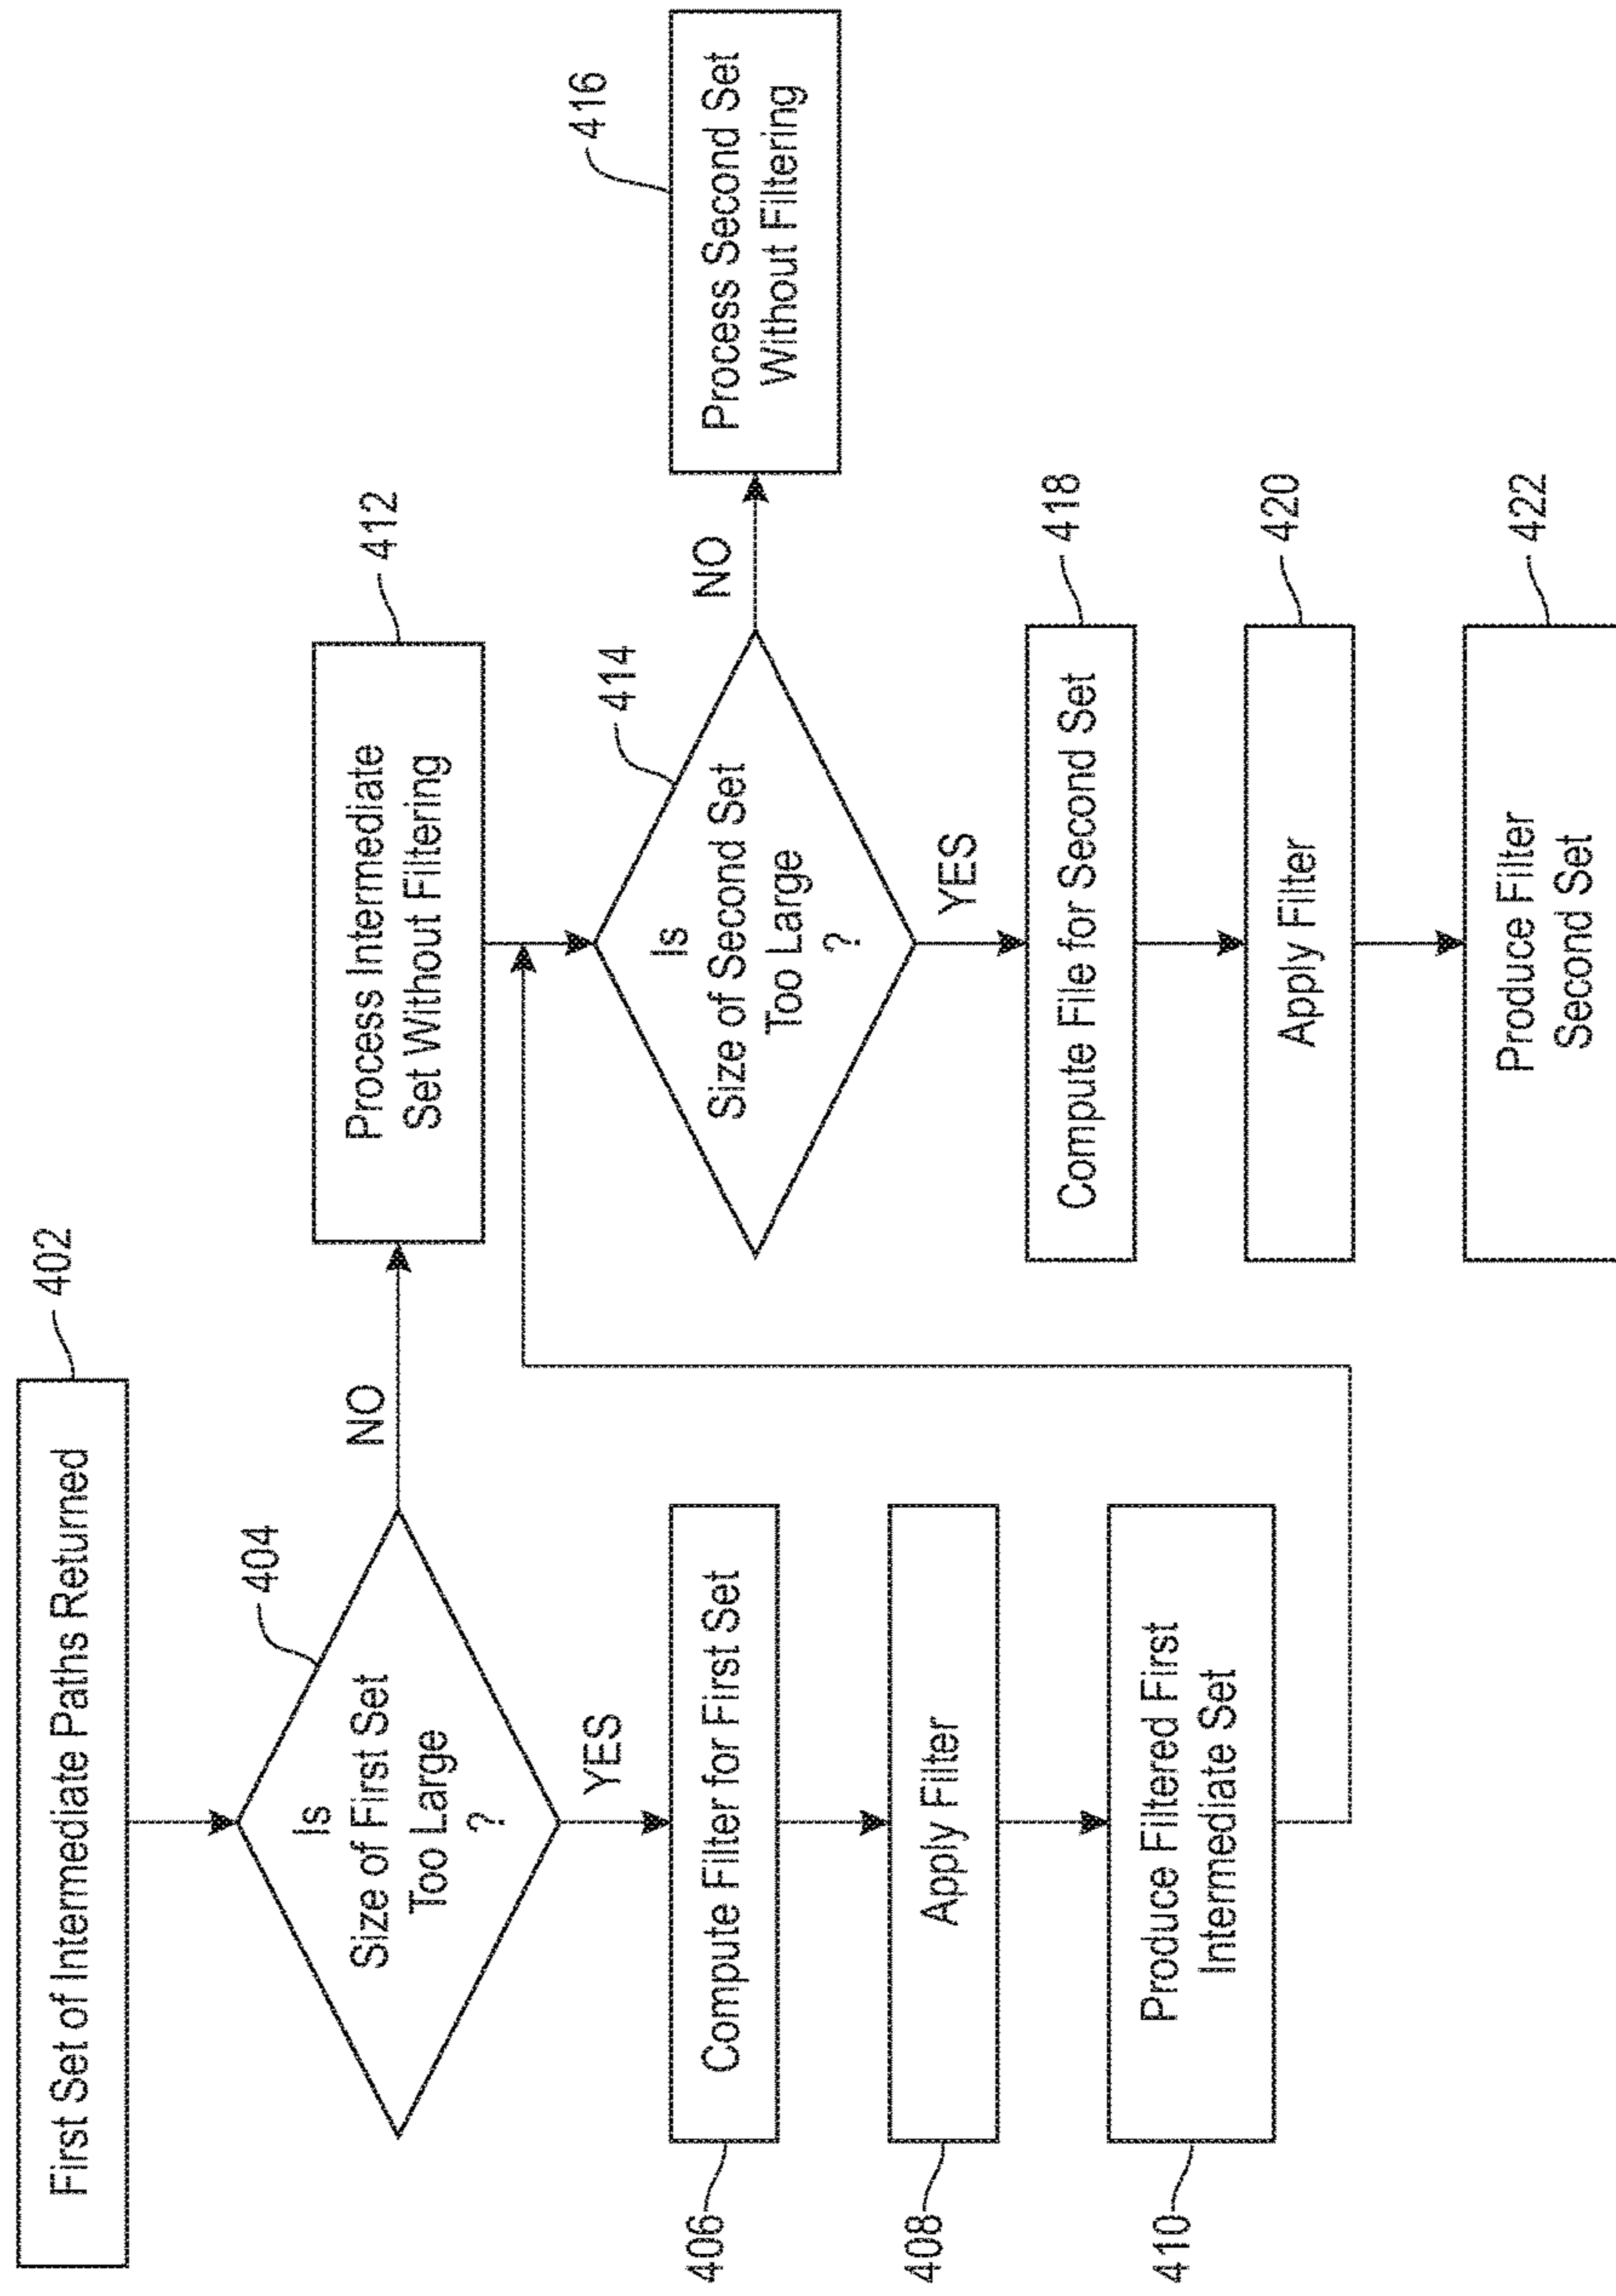 First Set of Intermediate Paths Returned
402
404
Is
Size of First Set
Too Large
?
NO
YES
406
Compute Filter for First Set
408
Apply Filter
410
Produce Filtered First
Intermediate Set
412
Process Intermediate
Set Without Filtering
414
Is
Size of Second Set
Too Large
?
NO
416
Process Second Set
Without Filtering
YES
418
Compute File for Second Set
420
Apply Filter
422
Produce Filter
Second Set